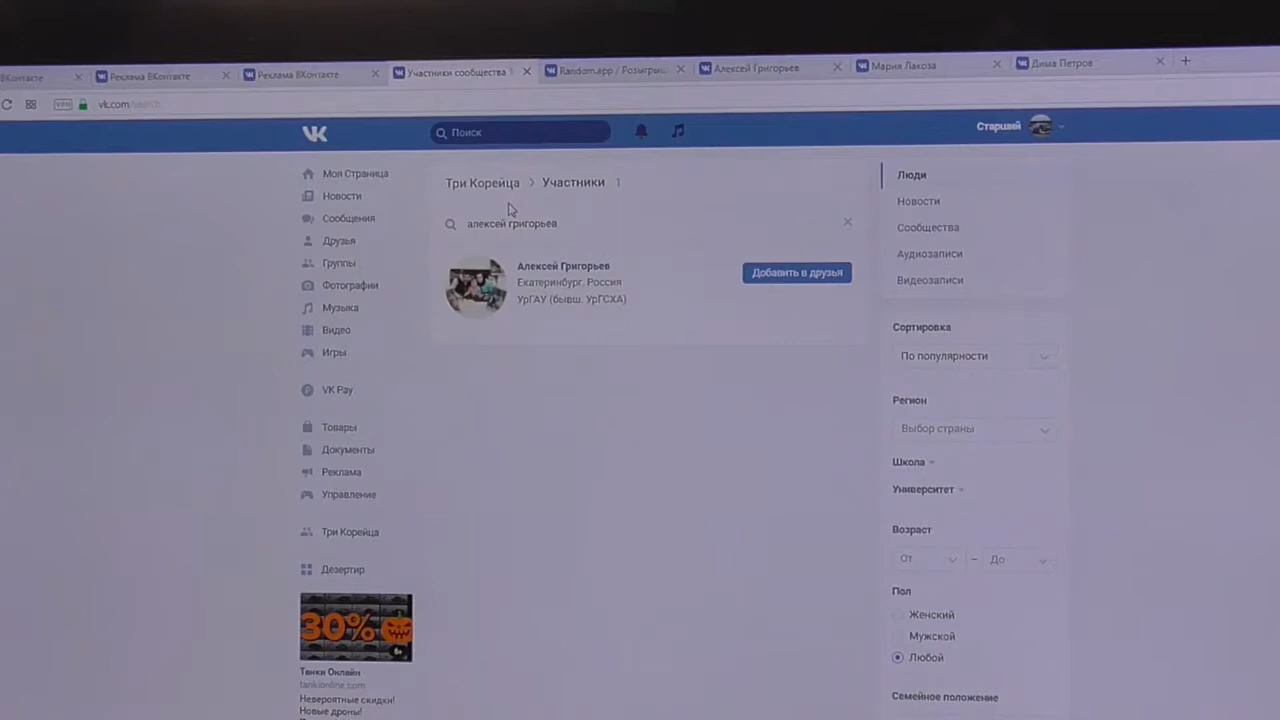 ВКонтакте
Реклама ВКонтакте
Реклама ВКонтакте
Участники сообщества
Random.app / Розыгрыш...
Алексей Григорьев
Мария Лакоза
Дима Петров
VPN
vk.com/search
Поиск
Старший
Моя Страница
Новости
Сообщения
Друзья
Группы
Фотографии
Музыка
Видео
Игры
VK Pay
Товары
Документы
Реклама
Управление
Три Корейца
Дезертир
30%
6+
Танки Онлайн
tankionline.com
Невероятные скидки!
Новые дроны!
Три Корейца > Участники 1
алексей григорьев
Алексей Григорьев
Екатеринбург, Россия
УрГАУ (бывш. УрГСХА)
Добавить в друзья
Люди
Новости
Сообщества
Аудиозаписи
Видеозаписи
Сортировка
По популярности
Регион
Выбор страны
Школа
Университет
Возраст
От – До
Пол
Женский
Мужской
Любой
Семейное положение